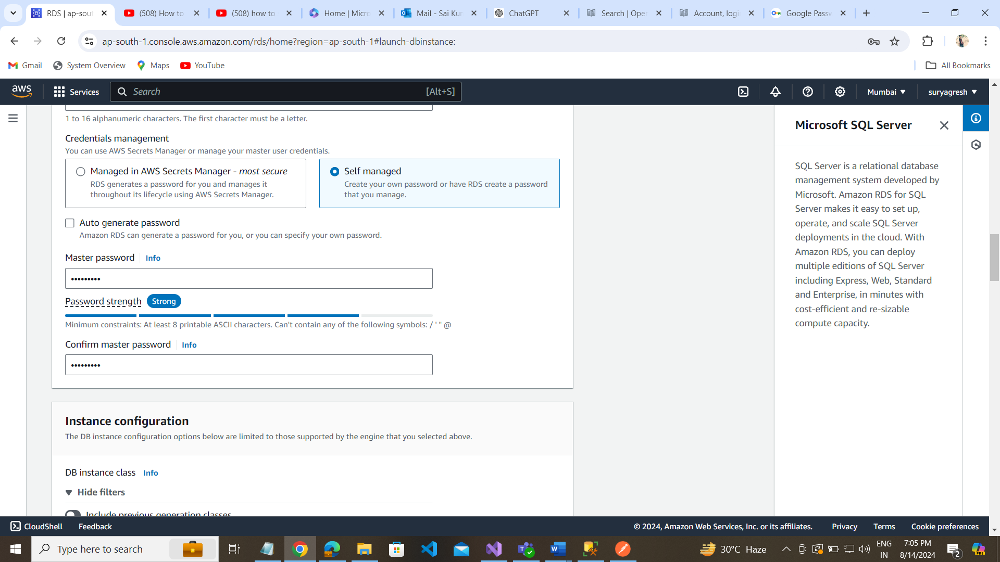 RDS | ap-sout
(508) How to
(508) how to
Home | Micro
Mail - Sai Kun
ChatGPT
Search | Oper
Account, logi
Google Passw
ap-south-1.console.aws.amazon.com/rds/home?region=ap-south-1#launch-dbinstance:
Gmail
System Overview
Maps
YouTube
All Bookmarks
aws
Services
Search
[Alt+S]
Mumbai
suryagresh
1 to 16 alphanumeric characters. The first character must be a letter.
Credentials management
You can use AWS Secrets Manager or manage your master user credentials.
Managed in AWS Secrets Manager - most secure
RDS generates a password for you and manages it
throughout its lifecycle using AWS Secrets Manager.
Self managed
Create your own password or have RDS create a password
that you manage.
Auto generate password
Amazon RDS can generate a password for you, or you can specify your own password.
Master password
Info
•••••••••
Password strength
Strong
Minimum constraints: At least 8 printable ASCII characters. Can't contain any of the following symbols: / ' " @
Confirm master password
Info
•••••••••
Instance configuration
The DB instance configuration options below are limited to those supported by the engine that you selected above.
DB instance class
Info
Hide filters
Include previous generation classes
Microsoft SQL Server
SQL Server is a relational database
management system developed by
Microsoft. Amazon RDS for SQL
Server makes it easy to set up,
operate, and scale SQL Server
deployments in the cloud. With
Amazon RDS, you can deploy
multiple editions of SQL Server
including Express, Web, Standard
and Enterprise, in minutes with
cost-efficient and re-sizable
compute capacity.
CloudShell
Feedback
© 2024, Amazon Web Services, Inc. or its affiliates.
Privacy
Terms
Cookie preferences
Type here to search
30°C Haze
ENG
IN
7:05 PM
8/14/2024
2
PRE